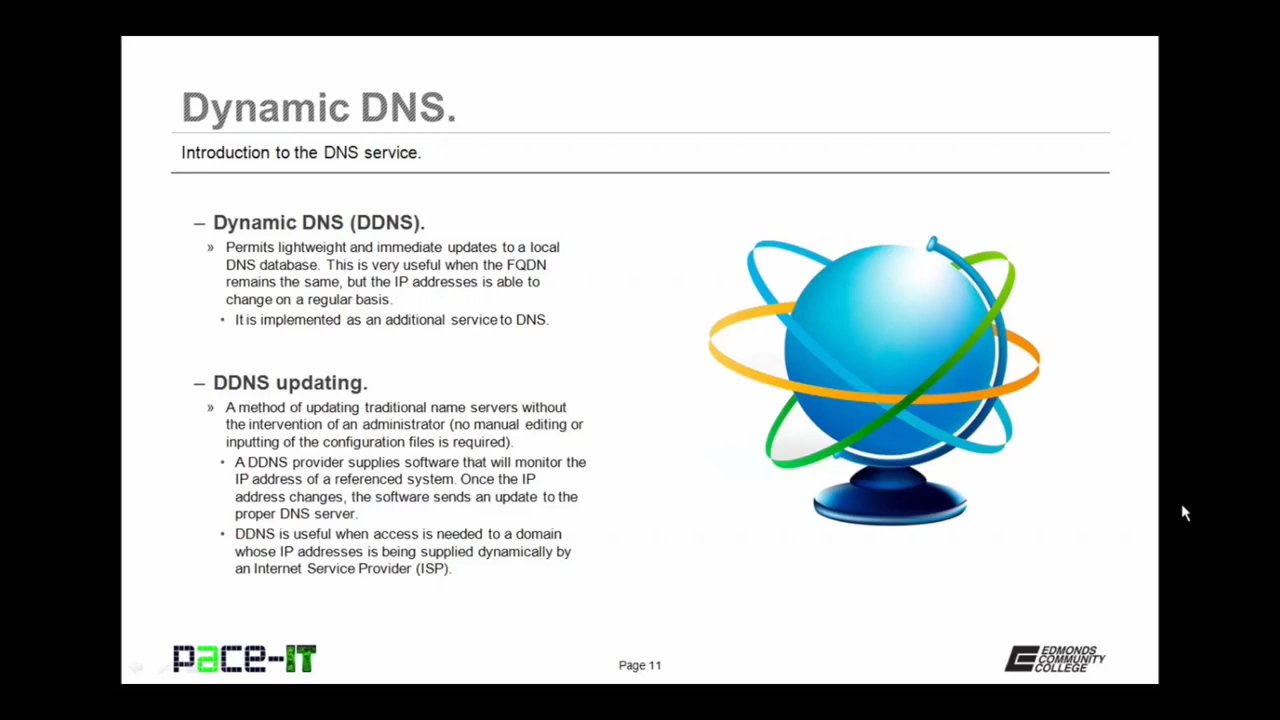 Dynamic DNS.
Introduction to the DNS service.
– Dynamic DNS (DDNS).
» Permits lightweight and immediate updates to a local
DNS database. This is very useful when the FQDN
remains the same, but the IP addresses is able to
change on a regular basis.
• It is implemented as an additional service to DNS.
– DDNS updating.
» A method of updating traditional name servers without
the intervention of an administrator (no manual editing or
inputting of the configuration files is required).
• A DDNS provider supplies software that will monitor the
IP address of a referenced system. Once the IP
address changes, the software sends an update to the
proper DNS server.
• DDNS is useful when access is needed to a domain
whose IP addresses is being supplied dynamically by
an Internet Service Provider (ISP).
pace-IT
Page 11
EDMONDS
COMMUNITY
COLLEGE